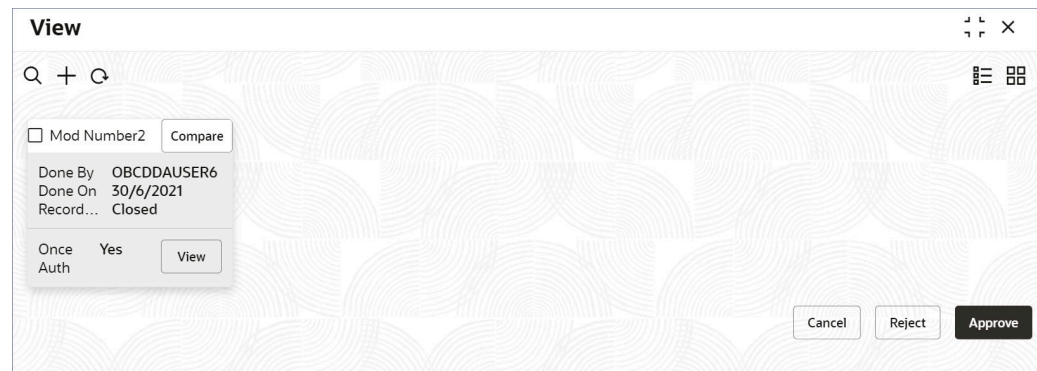 View
Mod Number2 Compare
Done By OBCDDAUSER6
Done On 30/6/2021
Record... Closed
Once Auth Yes View
Cancel Reject Approve